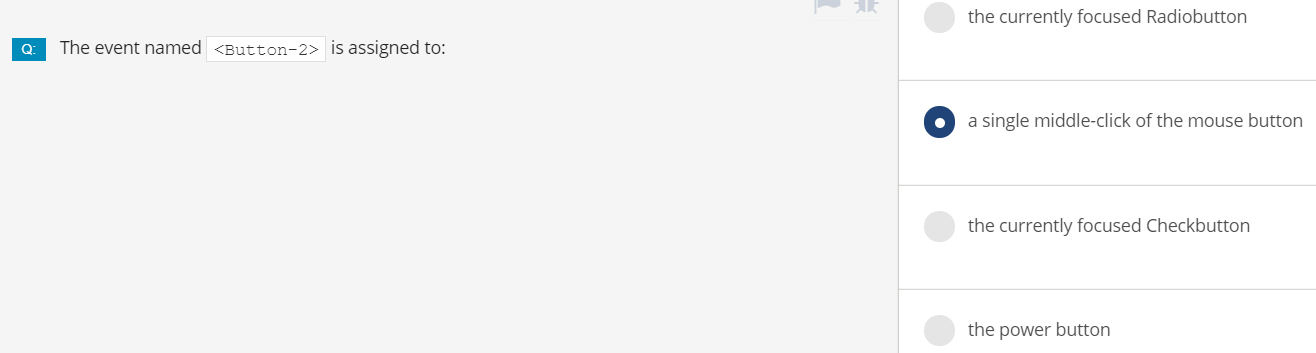 Q: The event named <Button-2> is assigned to:
the currently focused Radiobutton
a single middle-click of the mouse button
the currently focused Checkbutton
the power button